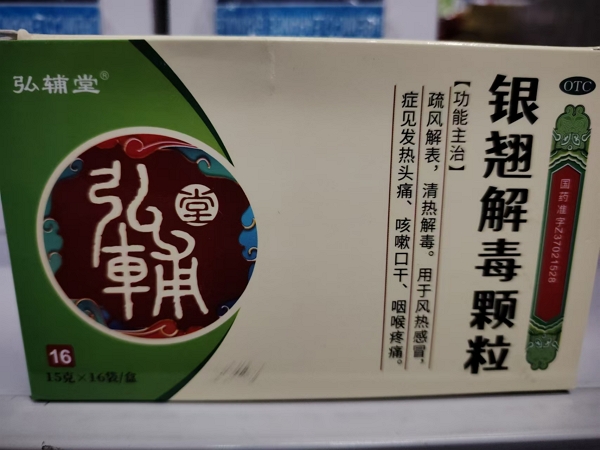 弘辅堂®
弘輔
堂
16
15克×16袋/盒
OTC
国药准字Z37021528
银翘解毒颗粒
【功能主治】
疏风解表，清热解毒。用于风热感冒，
症见发热头痛、咳嗽口干、咽喉疼痛。